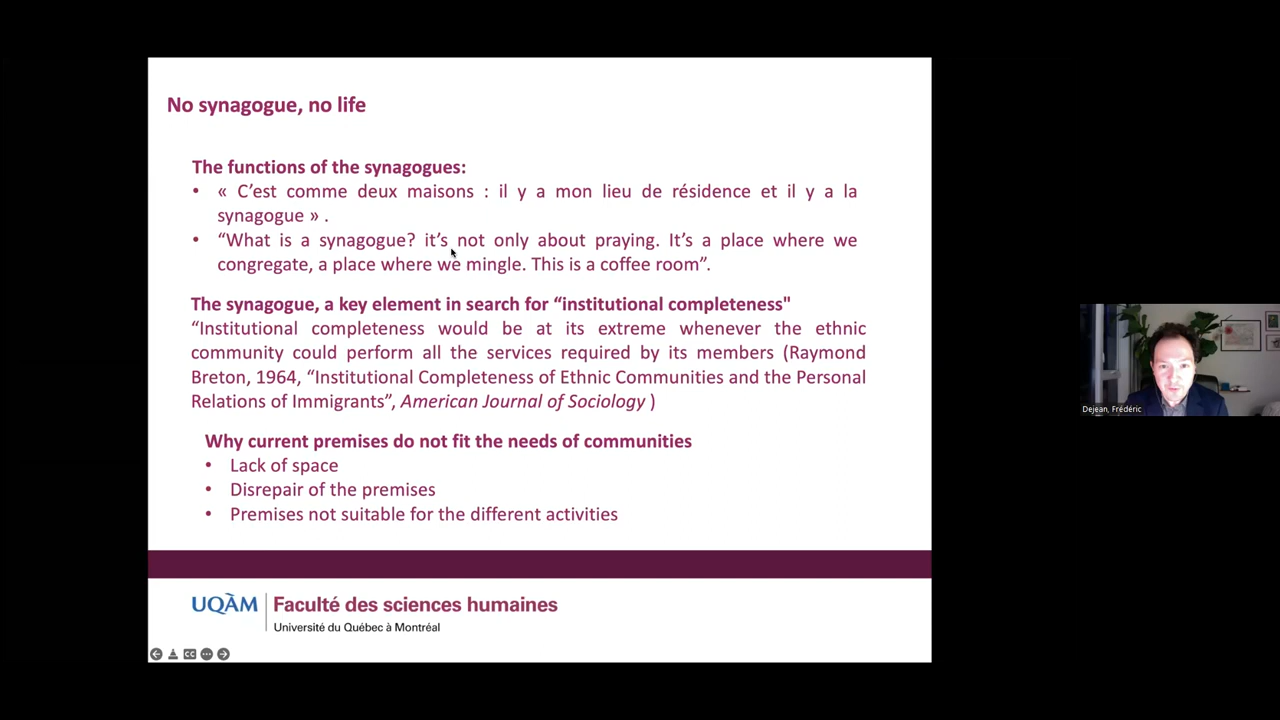 No synagogue, no life
The functions of the synagogues:
• « C’est comme deux maisons : il y a mon lieu de résidence et il y a la
synagogue » .
• “What is a synagogue? it’s not only about praying. It’s a place where we
congregate, a place where we mingle. This is a coffee room”.
The synagogue, a key element in search for “institutional completeness"
“Institutional completeness would be at its extreme whenever the ethnic
community could perform all the services required by its members (Raymond
Breton, 1964, “Institutional Completeness of Ethnic Communities and the Personal
Relations of Immigrants”, American Journal of Sociology )
Why current premises do not fit the needs of communities
• Lack of space
• Disrepair of the premises
• Premises not suitable for the different activities
UQÀM Faculté des sciences humaines
Université du Québec à Montréal
CC
Dejean, Frédéric